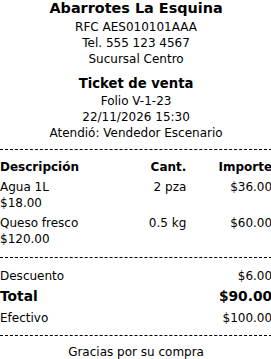 Abarrotes La Esquina
RFC AES010101AAA
Tel. 555 123 4567
Sucursal Centro
Ticket de venta
Folio V-1-23
22/11/2026 15:30
Atendió: Vendedor Escenario
Descripción Cant. Importe
Agua 1L 2 pza $36.00
$18.00
Queso fresco 0.5 kg $60.00
$120.00
Descuento $6.00
Total $90.00
Efectivo $100.00
Gracias por su compra